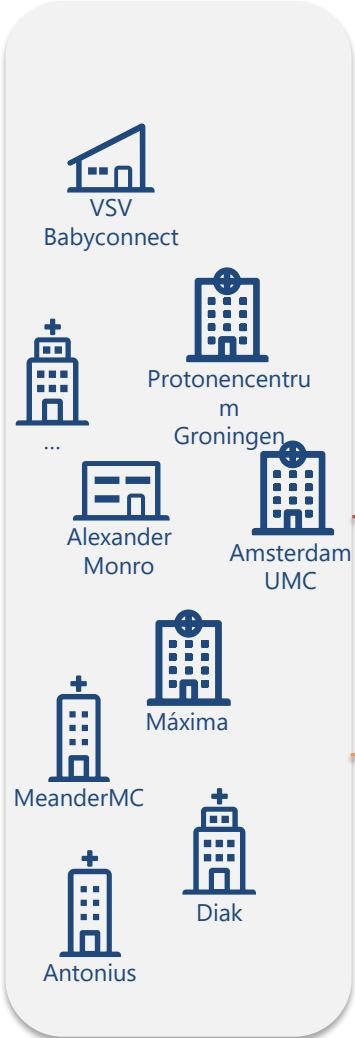 VSV
Babyconnect
Protonencentru
m
Groningen
...
Alexander
Monro
Amsterdam
UMC
Máxima
MeanderMC
Diak
Antonius